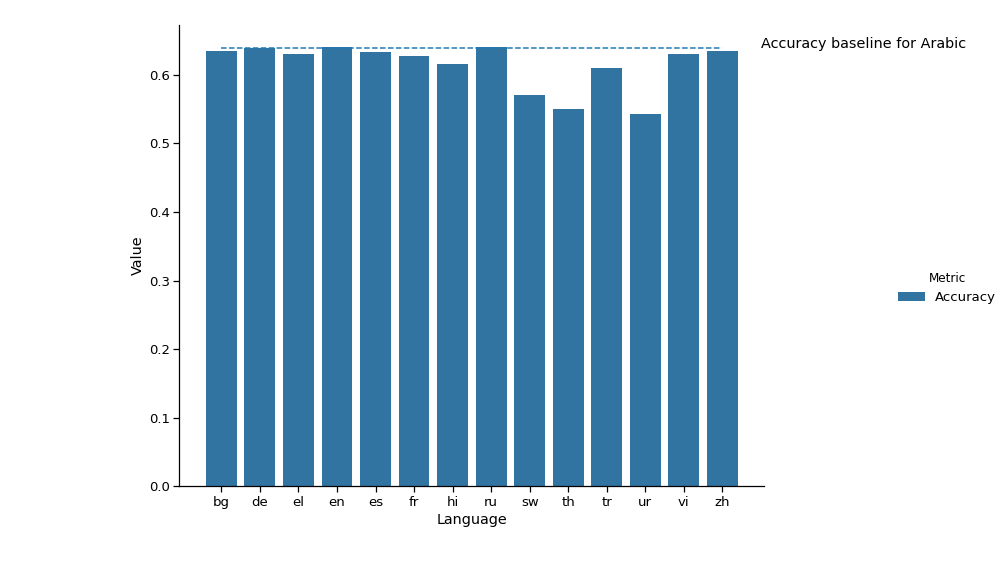 Accuracy baseline for Arabic
0.6
0.5
0.4
0.3
0.2
0.1
0.0
Value
bg de el en es fr hi ru sw th tr ur vi zh
Language
Metric
Accuracy